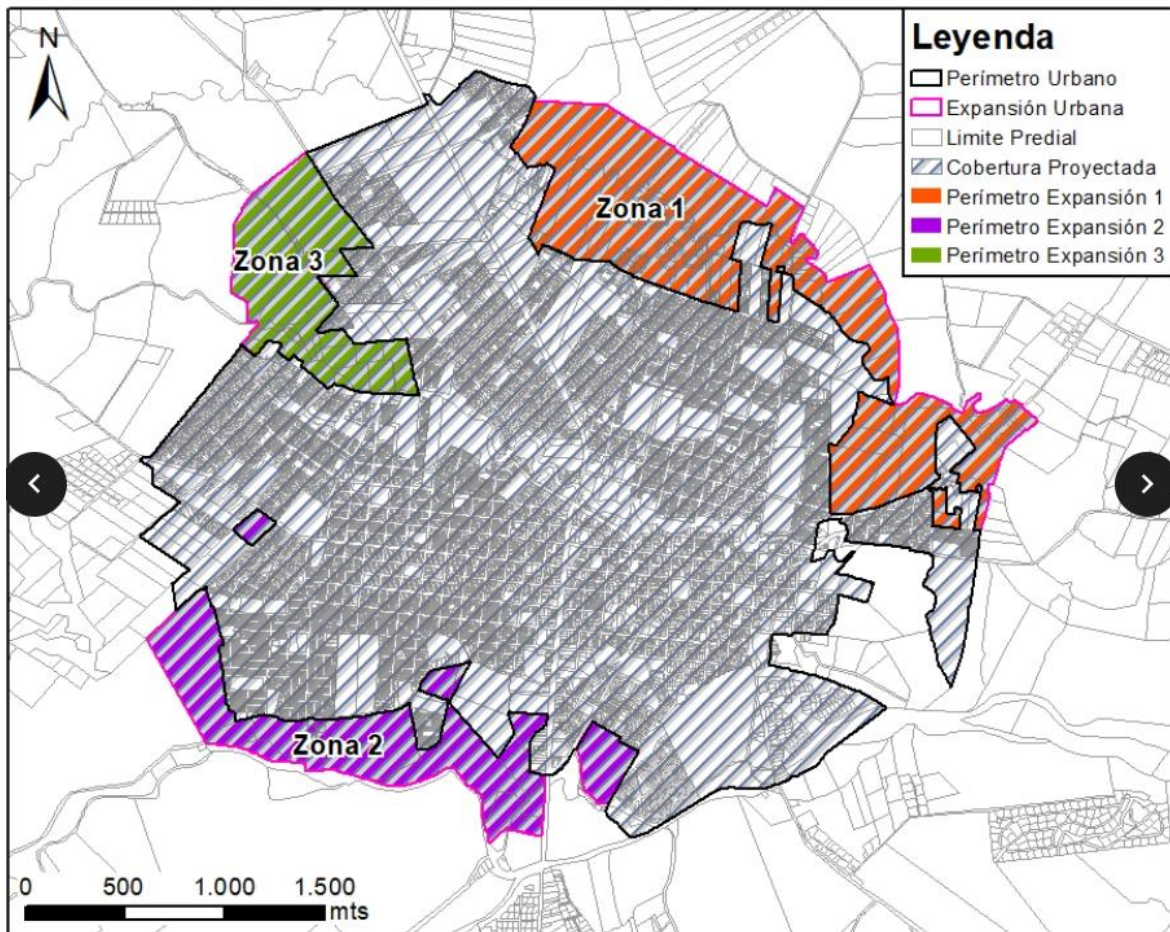 N
Leyenda
Perímetro Urbano
Expansión Urbana
Limite Predial
Cobertura Proyectada
Perímetro Expansión 1
Perímetro Expansión 2
Perímetro Expansión 3
Zona 1
Zona 3
Zona 2
0 500 1.000 1.500
mts